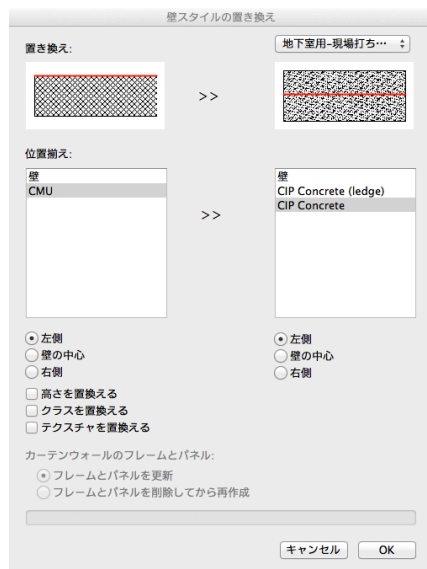 壁スタイルの置き換え
置き換え:
地下室用–現場打ち…
>>
位置揃え:
壁
CMU
>>
壁
CIP Concrete (ledge)
CIP Concrete
左側
壁の中心
右側
左側
壁の中心
右側
高さを置換える
クラスを置換える
テクスチャを置換える
カーテンウォールのフレームとパネル:
フレームとパネルを更新
フレームとパネルを削除してから再作成
キャンセル
OK